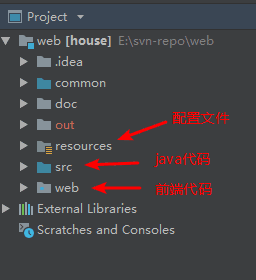 Project
web [house] E:\svn-repo\web
.idea
common
doc
out
配置文件
resources
src
java代码
web
前端代码
External Libraries
Scratches and Consoles